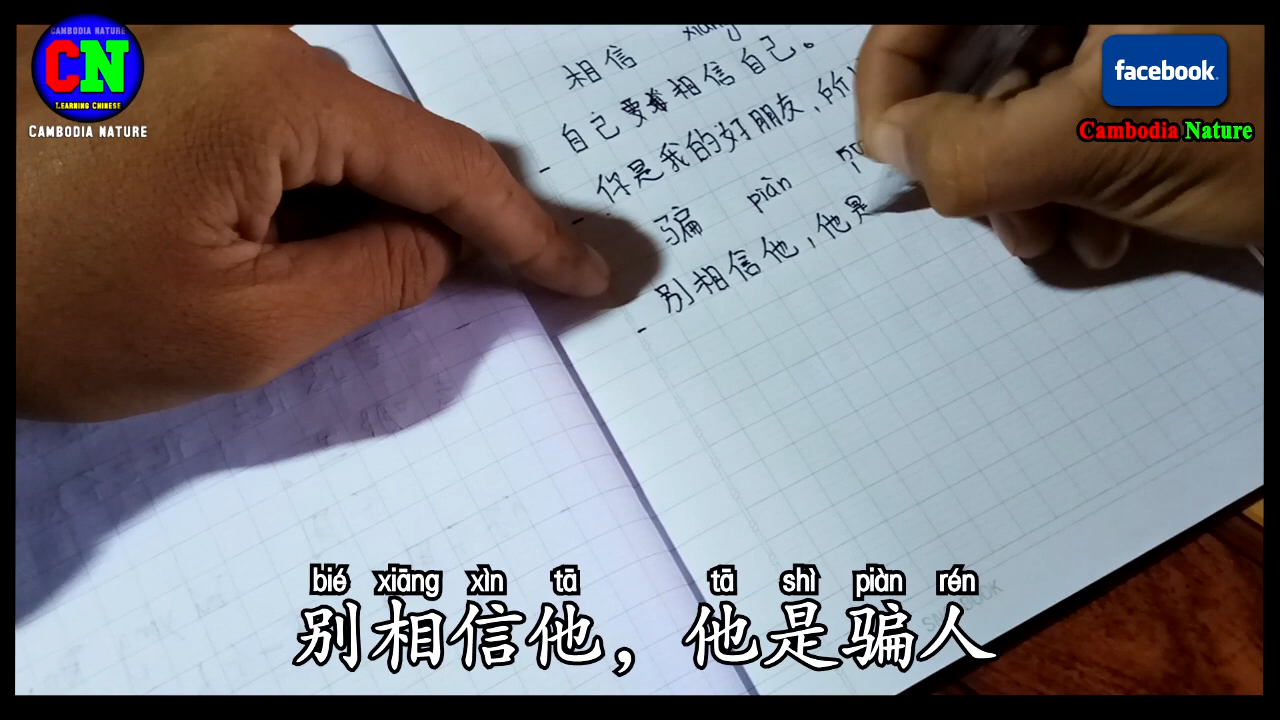 CAMBODIA NATURE
CN
LEARNING CHINESE
CAMBODIA NATURE
facebook
Cambodia Nature
相信
- 自己要相信自己。
- 你是我的好朋友，所以
骗 piàn
- 别相信他，他是
bié xiāng xìn tā tā shì piàn rén
别相信他，他是骗人